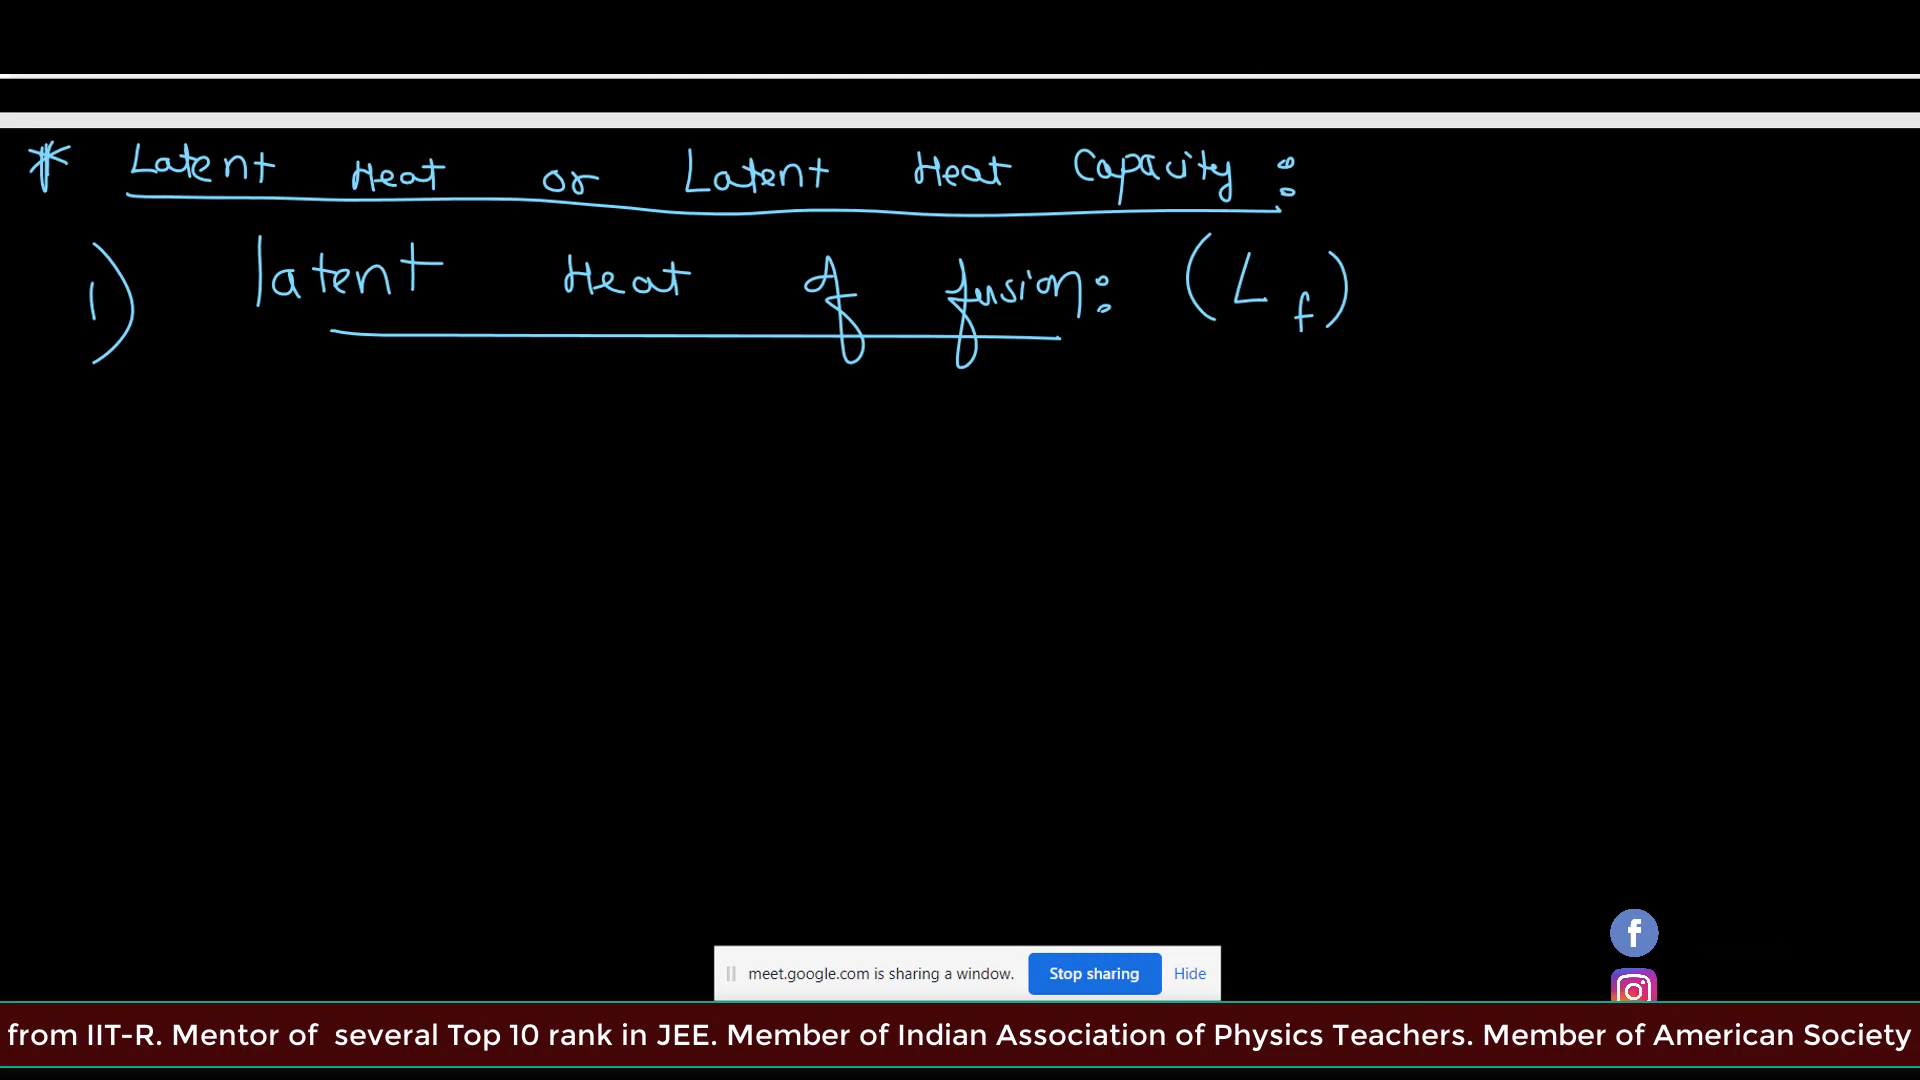 * Latent Heat or Latent Heat Capacity :
1) latent Heat of fusion: (L f)
meet.google.com is sharing a window. Stop sharing Hide
from IIT-R. Mentor of several Top 10 rank in JEE. Member of Indian Association of Physics Teachers. Member of American Society